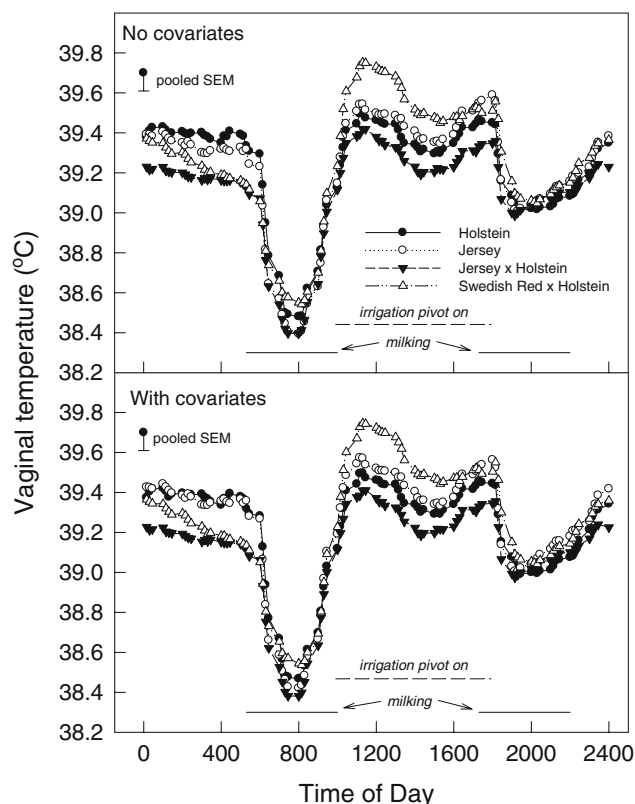 No covariates
39.8
pooled SEM
39.6
39.4
39.2
39.0
38.8
38.6
38.4
38.2
Holstein
Jersey
Jersey x Holstein
Swedish Red x Holstein
irrigation pivot on
milking
With covariates
39.8
pooled SEM
39.6
39.4
39.2
39.0
38.8
38.6
38.4
38.2
irrigation pivot on
milking
Vaginal temperature (ºC)
0 400 800 1200 1600 2000 2400
Time of Day